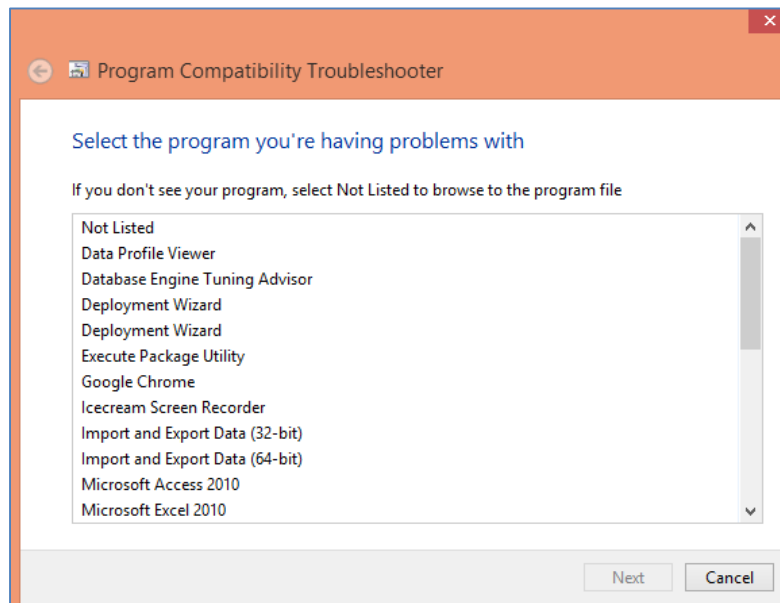 Program Compatibility Troubleshooter
Select the program you're having problems with
If you don't see your program, select Not Listed to browse to the program file
Not Listed
Data Profile Viewer
Database Engine Tuning Advisor
Deployment Wizard
Deployment Wizard
Execute Package Utility
Google Chrome
Icecream Screen Recorder
Import and Export Data (32-bit)
Import and Export Data (64-bit)
Microsoft Access 2010
Microsoft Excel 2010
Next Cancel